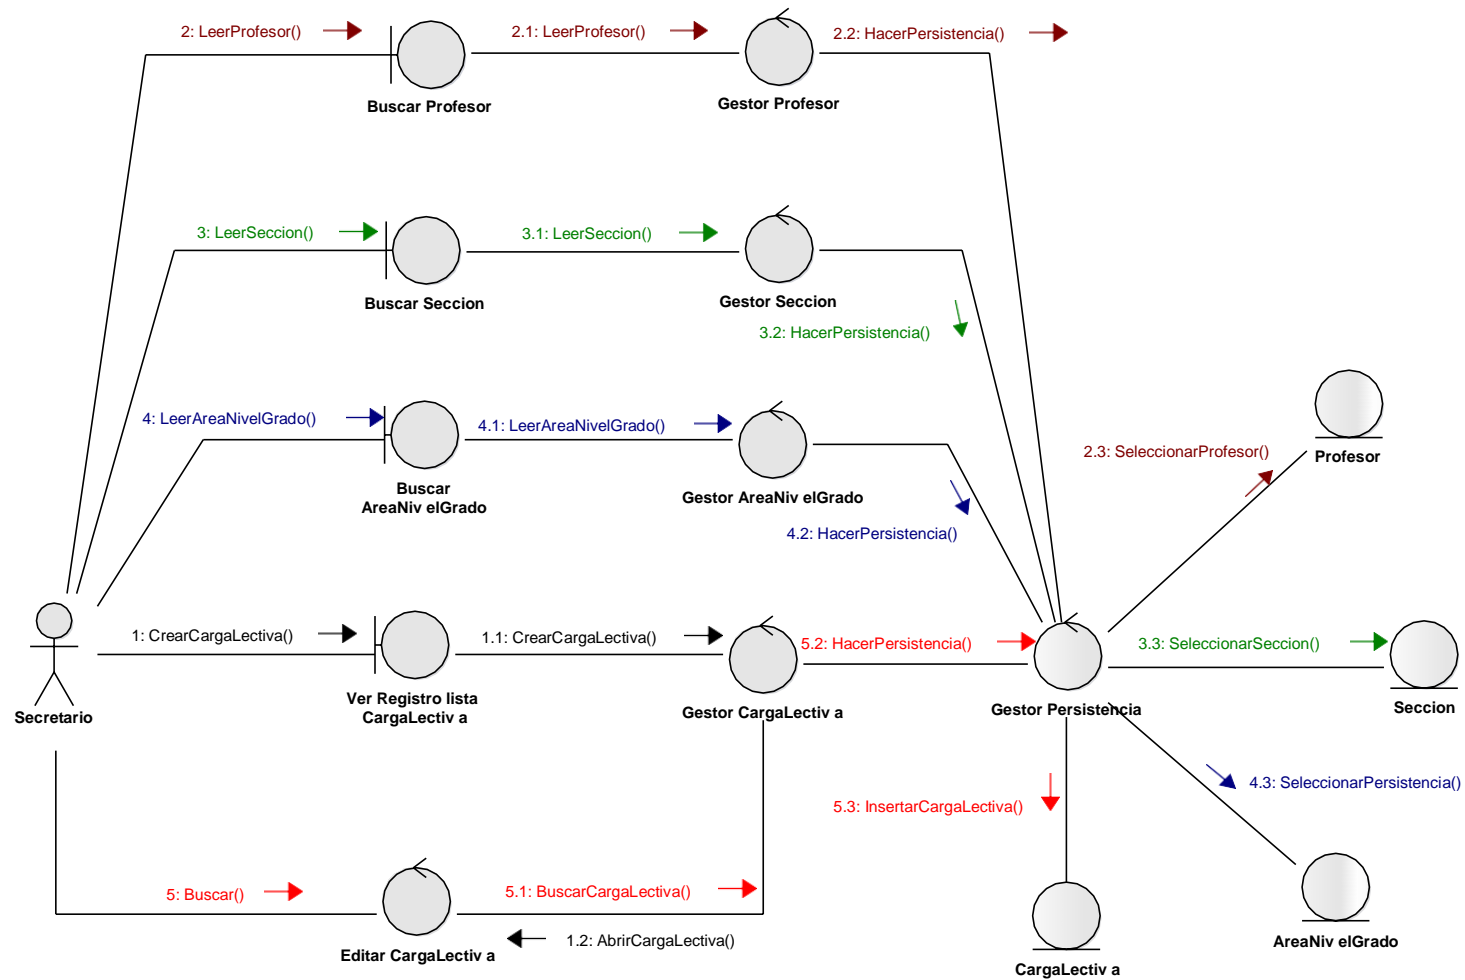 2: LeerProfesor()
2.1: LeerProfesor()
2.2: HacerPersistencia()
Buscar Profesor
Gestor Profesor
3: LeerSeccion()
3.1: LeerSeccion()
Buscar Seccion
Gestor Seccion
3.2: HacerPersistencia()
4: LeerAreaNivelGrado()
4.1: LeerAreaNivelGrado()
2.3: SeleccionarProfesor()
Profesor
Buscar
AreaNiv elGrado
Gestor AreaNiv elGrado
4.2: HacerPersistencia()
1: CrearCargaLectiva()
1.1: CrearCargaLectiva()
5.2: HacerPersistencia()
3.3: SeleccionarSeccion()
Secretario
Ver Registro lista
CargaLectiv a
Gestor CargaLectiv a
Gestor Persistencia
Seccion
5.3: InsertarCargaLectiva()
4.3: SeleccionarPersistencia()
5: Buscar()
5.1: BuscarCargaLectiva()
1.2: AbrirCargaLectiva()
Editar CargaLectiv a
AreaNiv elGrado
CargaLectiv a